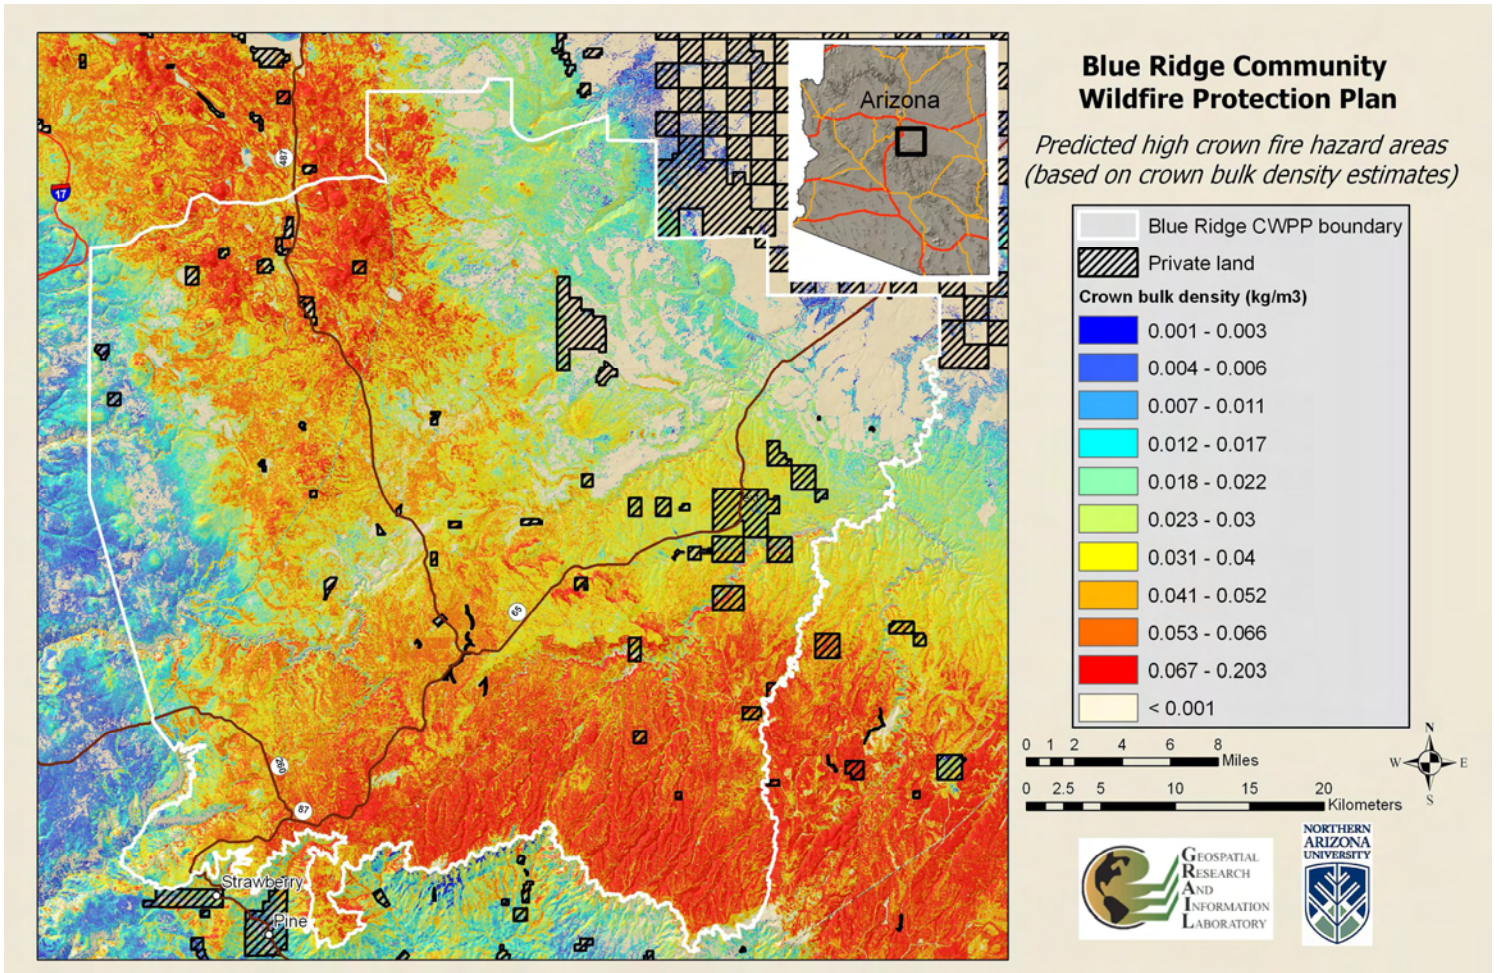 Blue Ridge Community
Wildfire Protection Plan
Predicted high crown fire hazard areas
(based on crown bulk density estimates)
Blue Ridge CWPP boundary
Private land
Crown bulk density (kg/m3)
0.001 - 0.003
0.004 - 0.006
0.007 - 0.011
0.012 - 0.017
0.018 - 0.022
0.023 - 0.03
0.031 - 0.04
0.041 - 0.052
0.053 - 0.066
0.067 - 0.203
< 0.001
0 1 2 4 6 8
Miles
0 2.5 5 10 15 20
Kilometers
N
W E
S
GEOSPATIAL
RESEARCH
AND
INFORMATION
LABORATORY
NORTHERN
ARIZONA
UNIVERSITY
Arizona
487
17
65
260
87
Strawberry
Pine